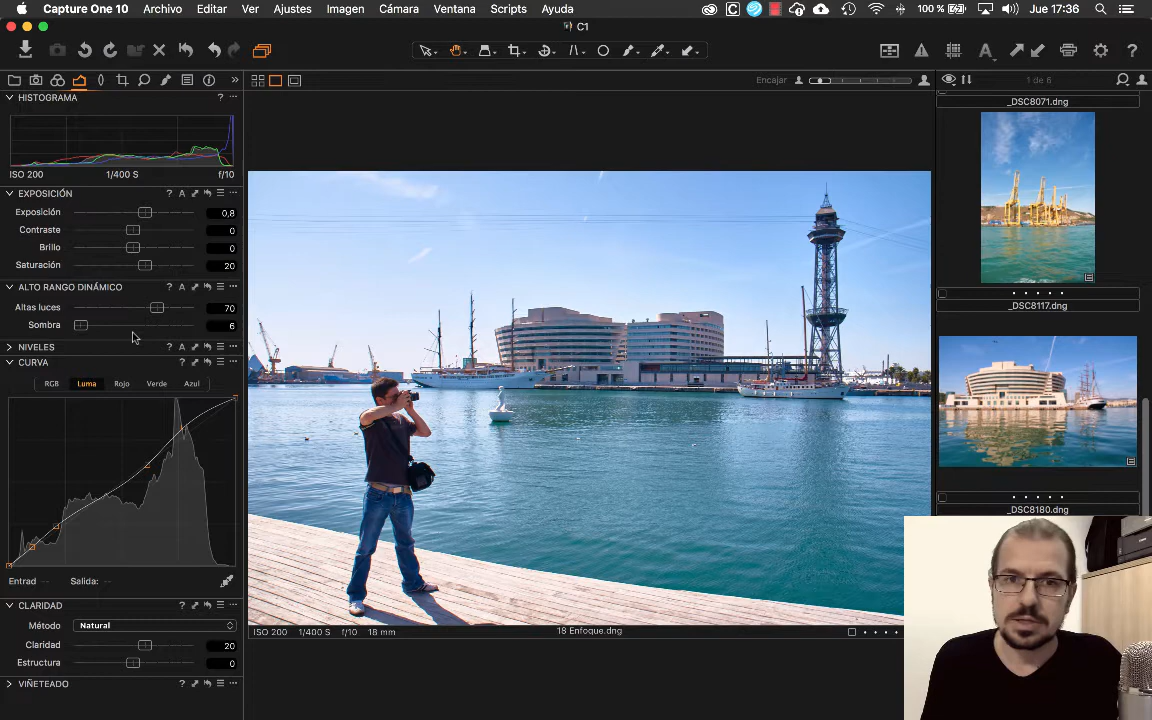 Capture One 10 Archivo Editar Ver Ajustes Imagen Cámara Ventana Scripts Ayuda 100 % Jue 17:36
C1
Encajar
1 de 6
HISTOGRAMA ? ...
ISO 200 1/400 S f/10
EXPOSICIÓN ? A
Exposición 0,8
Contraste 0
Brillo 0
Saturación 20
ALTO RANGO DINÁMICO ? A
Altas luces 70
Sombra 6
NIVELES ? A
CURVA ?
RGB Luma Rojo Verde Azul
Entrad -- Salida: --
CLARIDAD ?
Método Natural
Claridad 20
Estructura 0
VIÑETEADO ?
ISO 200 1/400 S f/10 18 mm 18 Enfoque.dng
_DSC8071.dng
_DSC8117.dng
_DSC8180.dng